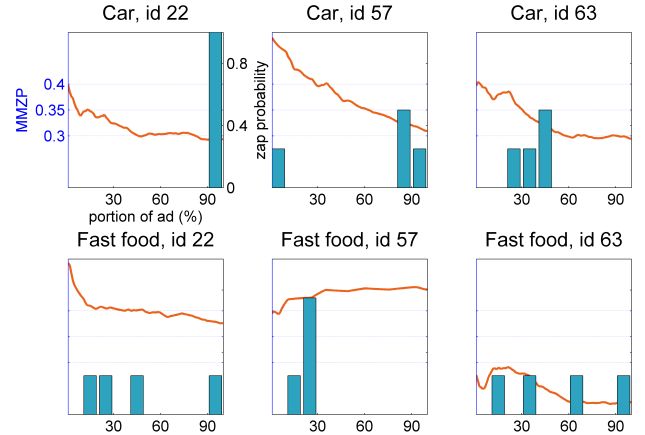 Car, id 22
Car, id 57
Car, id 63
MMZP
0.4
0.35
0.3
0.8
0.4
0
zap probability
30 60 90
30 60 90
30 60 90
portion of ad (%)
Fast food, id 22
Fast food, id 57
Fast food, id 63
30 60 90
30 60 90
30 60 90